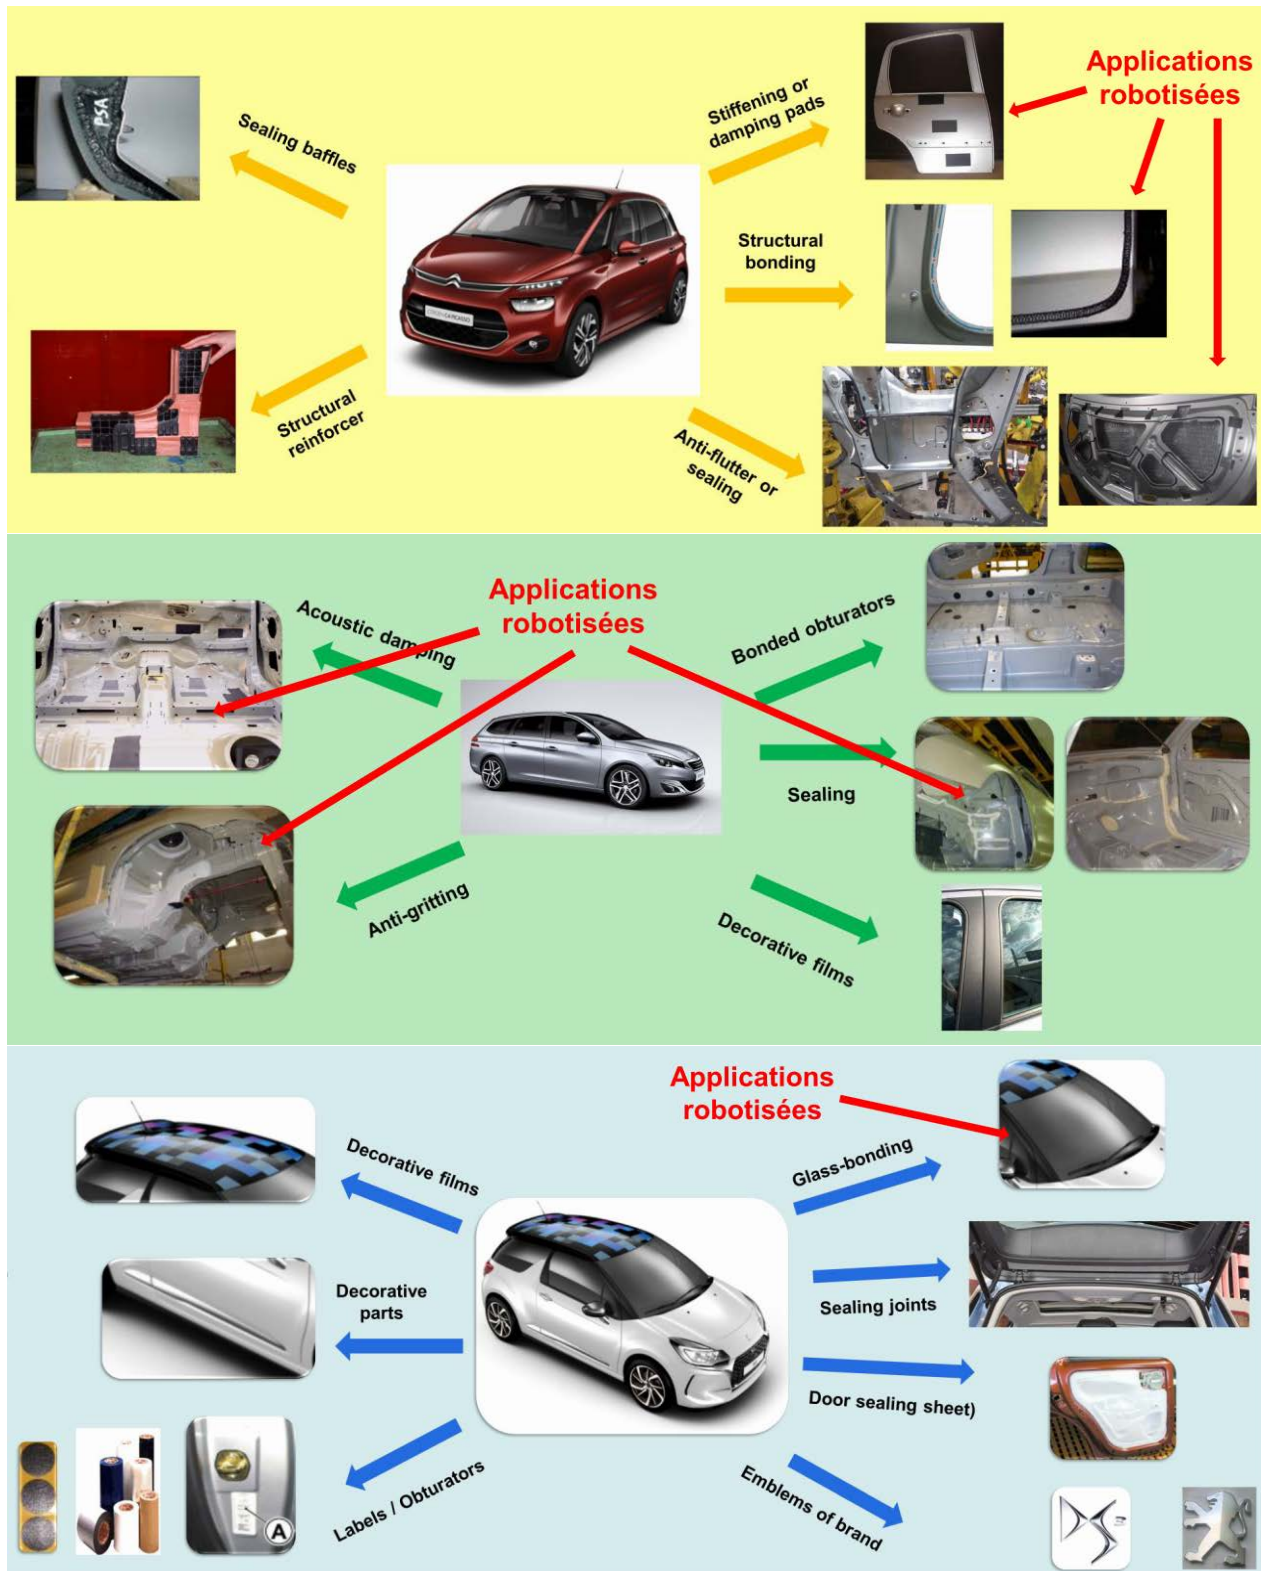 Applications
robotisées
Stiffening or
damping pads
Sealing baffles
PSA
Structural
bonding
Structural
reinforcer
Anti-flutter or
sealing
Applications
robotisées
Acoustic damping
Bonded obturators
Sealing
Anti-gritting
Decorative films
Applications
robotisées
Decorative films
Glass-bonding
Decorative
parts
Sealing joints
Door sealing sheet)
Labels / Obturators
A
Emblems of brand
DS